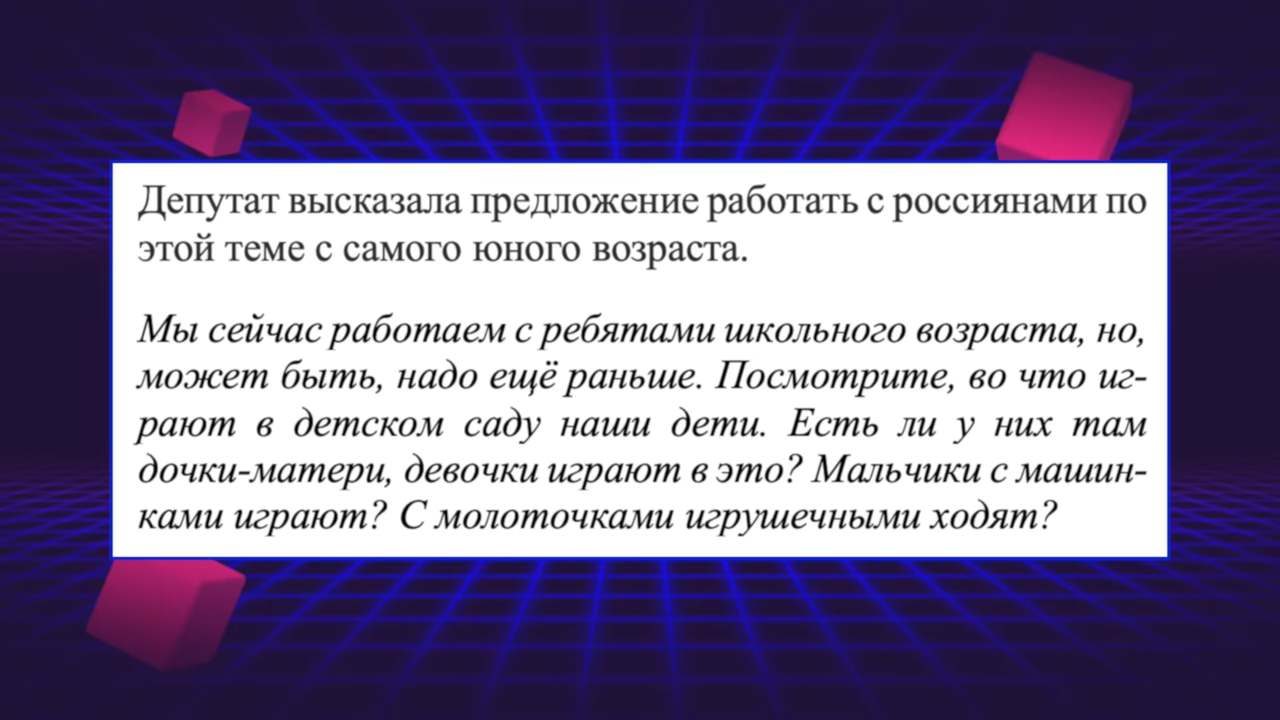 Депутат высказала предложение работать с россиянами по
этой теме с самого юного возраста.
Мы сейчас работаем с ребятами школьного возраста, но,
может быть, надо ещё раньше. Посмотрите, во что иг-
рают в детском саду наши дети. Есть ли у них там
дочки-матери, девочки играют в это? Мальчики с машин-
ками играют? С молоточками игрушечными ходят?